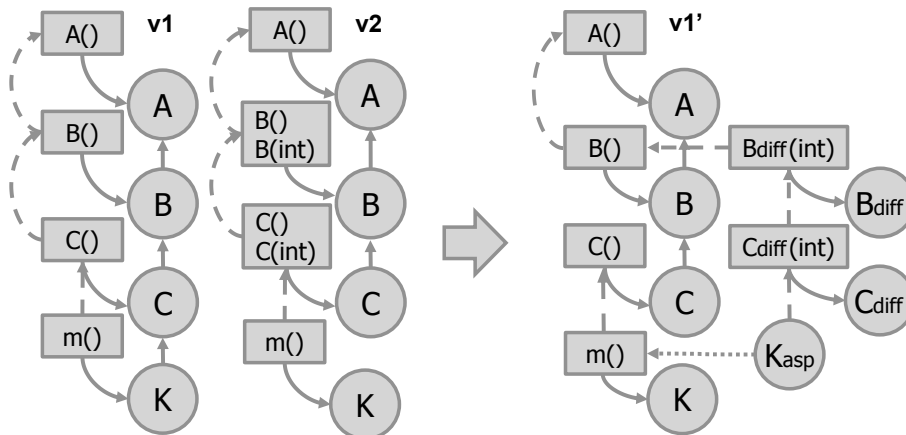 v1
A()
A
B()
B
C()
C
m()
K
v2
A()
A
B()
B(int)
B
C()
C(int)
C
m()
K
v1’
A()
A
B()
Bdiff(int)
B
Bdiff
C()
Cdiff(int)
C
Cdiff
m()
Kasp
K